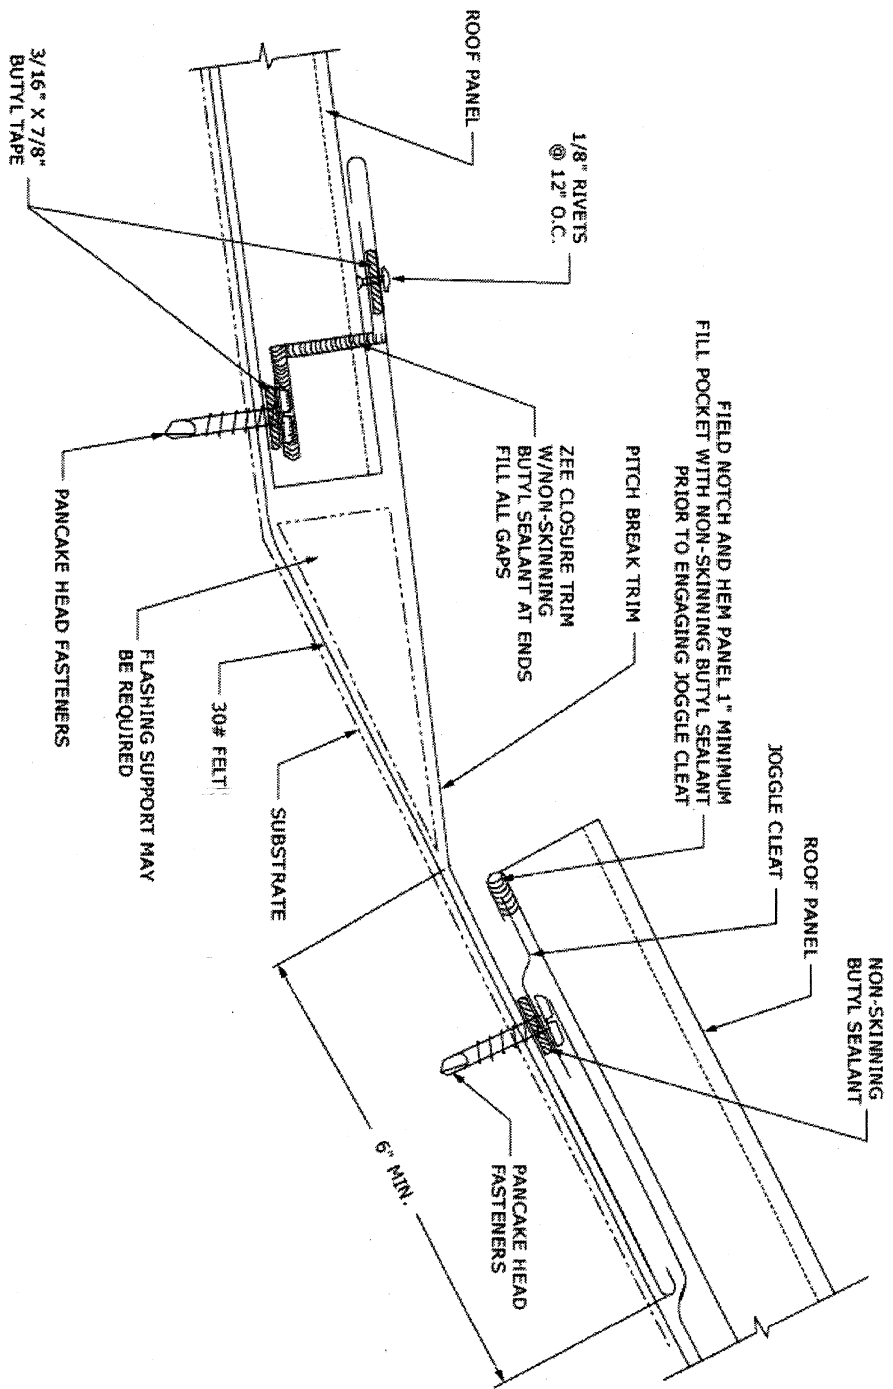 NON-SKINNING
BUTYL SEALANT
ROOF PANEL
JOGGLE CLEAT
FIELD NOTCH AND HEM PANEL 1" MINIMUM
FILL POCKET WITH NON-SKINNING BUTYL SEALANT
PRIOR TO ENGAGING JOGGLE CLEAT
PITCH BREAK TRIM
ZEE CLOSURE TRIM
W/NON-SKINNING
BUTYL SEALANT AT ENDS
FILL ALL GAPS
1/8" RIVETS
@ 12" O.C.
ROOF PANEL
3/16" X 7/8"
BUTYL TAPE
PANCAKE HEAD
FASTENERS
6" MIN.
SUBSTRATE
30# FELT
FLASHING SUPPORT MAY
BE REQUIRED
PANCAKE HEAD FASTENERS